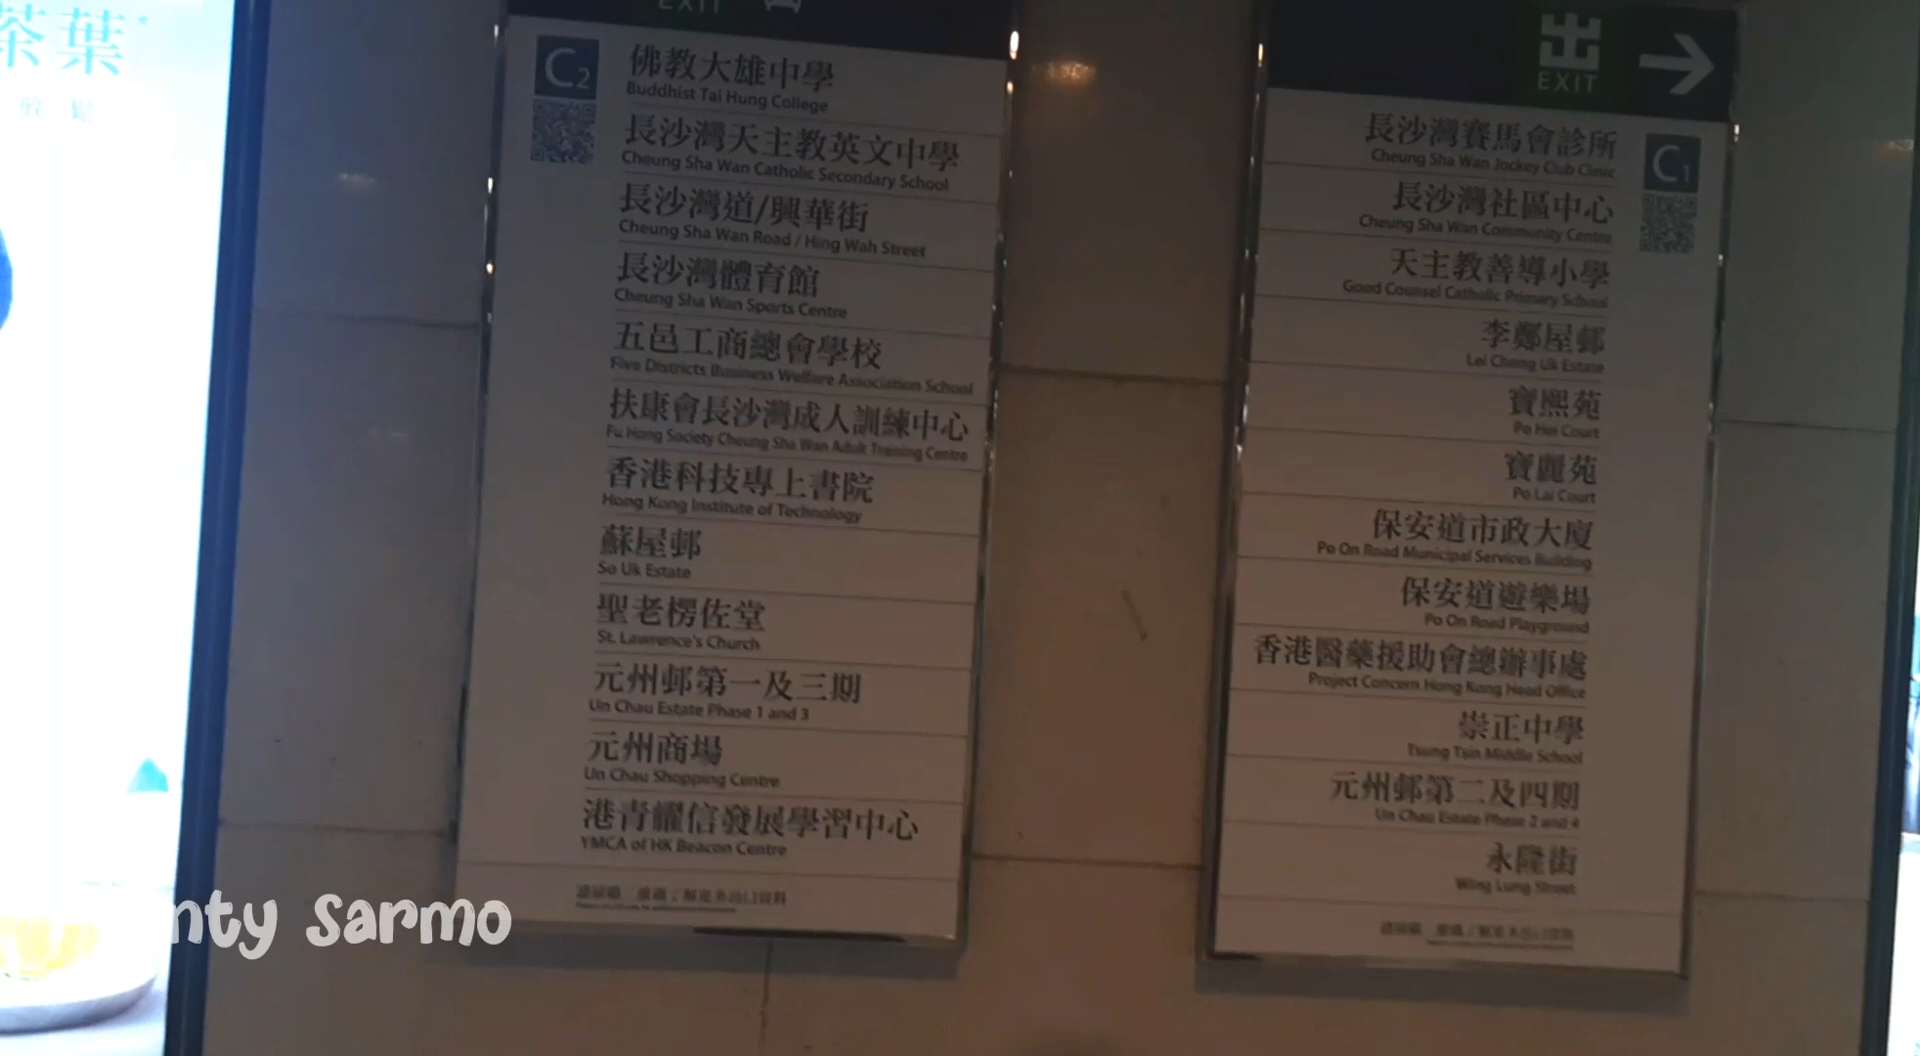 茶葉
EXIT
C2
佛教大雄中學
Buddhist Tai Hung College
長沙灣天主教英文中學
Cheung Sha Wan Catholic Secondary School
長沙灣道/興華街
Cheung Sha Wan Road / Hing Wah Street
長沙灣體育館
Cheung Sha Wan Sports Centre
五邑工商總會學校
Five Districts Business Welfare Association School
扶康會長沙灣成人訓練中心
Fu Hong Society Cheung Sha Wan Adult Training Centre
香港科技專上書院
Hong Kong Institute of Technology
蘇屋邨
So Uk Estate
聖老楞佐堂
St. Lawrence's Church
元州邨第一及三期
Un Chau Estate Phase 1 and 3
元州商場
Un Chau Shopping Centre
港青耀信發展學習中心
YMCA of HK Beacon Centre
出
EXIT
C1
長沙灣賽馬會診所
Cheung Sha Wan Jockey Club Clinic
長沙灣社區中心
Cheung Sha Wan Community Centre
天主教善導小學
Good Counsel Catholic Primary School
李鄭屋邨
Lei Cheng Uk Estate
寶熙苑
Po Hei Court
寶麗苑
Po Lai Court
保安道市政大廈
Po On Road Municipal Services Building
保安道遊樂場
Po On Road Playground
香港醫藥援助會總辦事處
Project Concern Hong Kong Head Office
崇正中學
Tsung Tsin Middle School
元州邨第二及四期
Un Chau Estate Phase 2 and 4
永隆街
Wing Lung Street
nty Sarmo